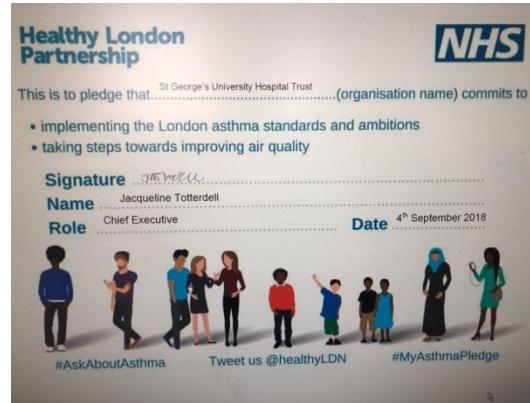 Healthy London
Partnership
NHS
This is to pledge that.....St George's University Hospital Trust.....(organisation name) commits to
• implementing the London asthma standards and ambitions
• taking steps towards improving air quality
Signature
Name Jacqueline Totterdell
Role Chief Executive Date 4th September 2018
#AskAboutAsthma Tweet us @healthyLDN #MyAsthmaPledge